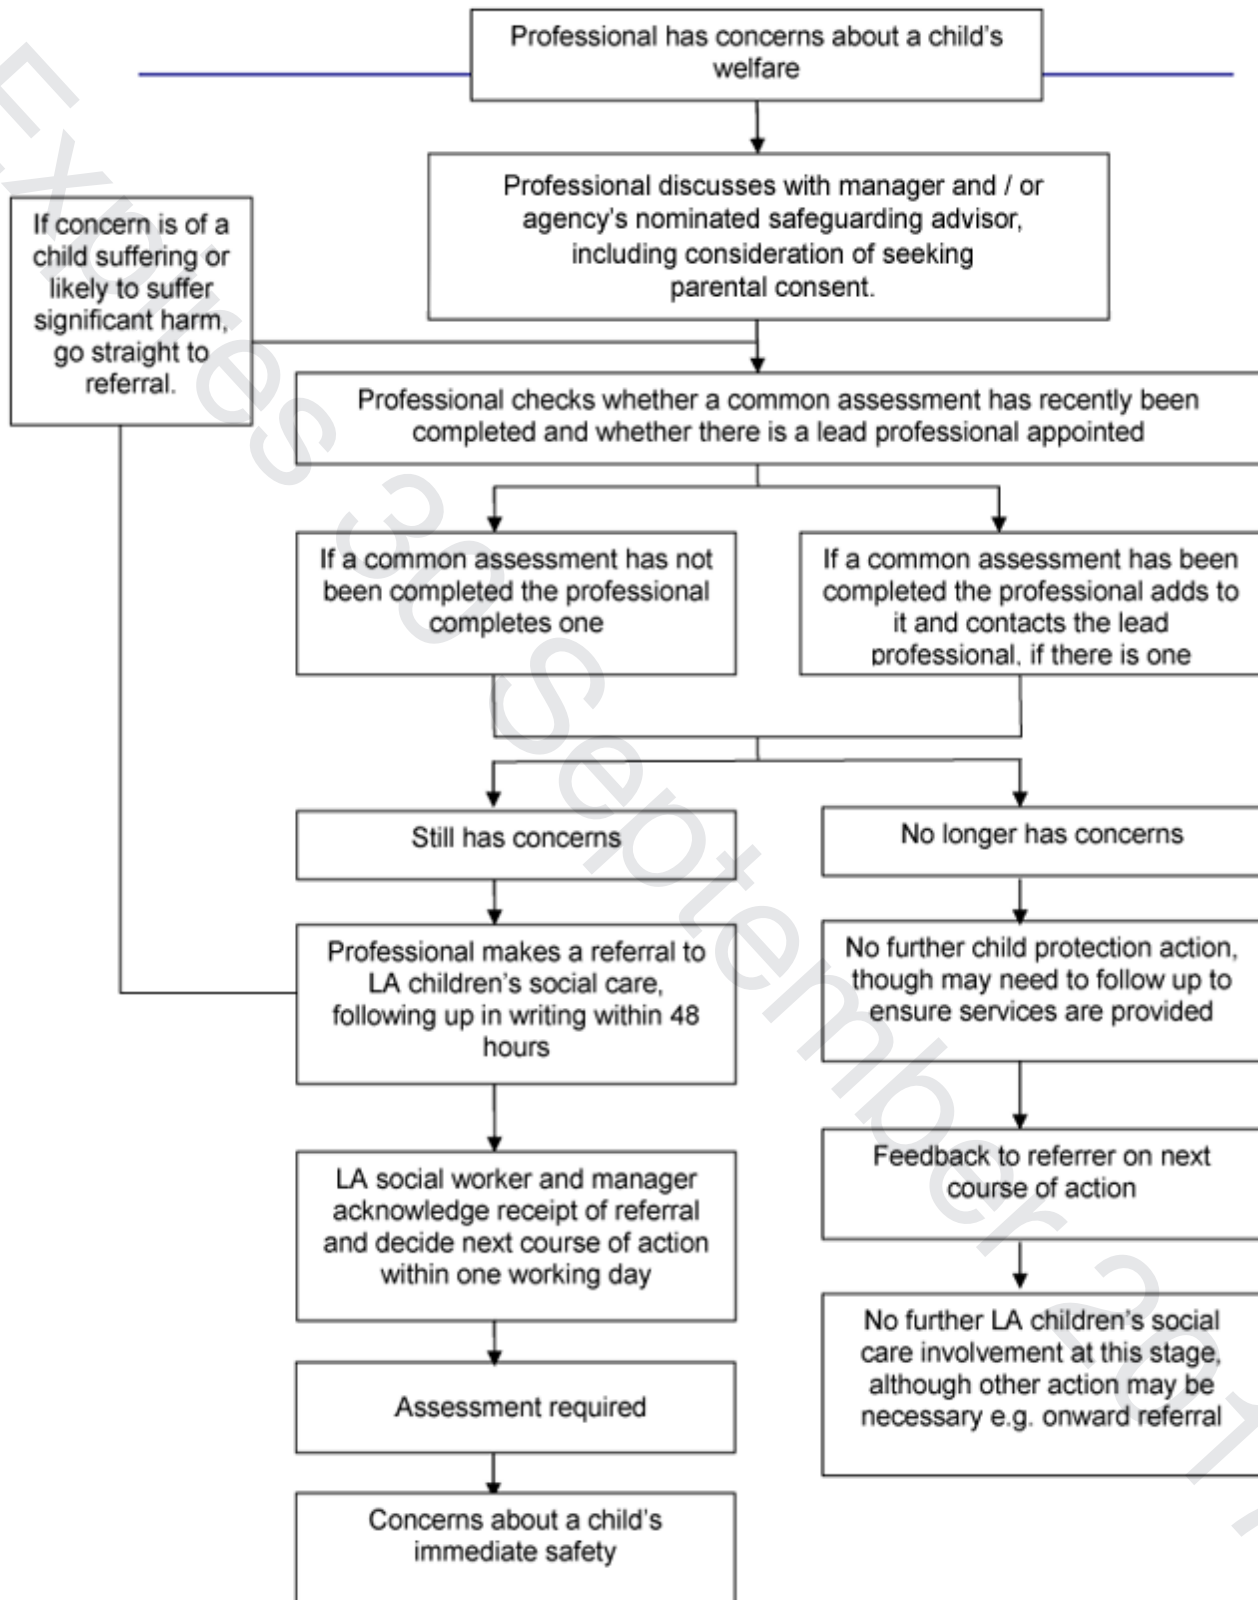 Professional has concerns about a child's
welfare
Professional discusses with manager and / or
agency's nominated safeguarding advisor,
including consideration of seeking
parental consent.
If concern is of a
child suffering or
likely to suffer
significant harm,
go straight to
referral.
Professional checks whether a common assessment has recently been
completed and whether there is a lead professional appointed
If a common assessment has not
been completed the professional
completes one
If a common assessment has been
completed the professional adds to
it and contacts the lead
professional, if there is one
Still has concerns
No longer has concerns
Professional makes a referral to
LA children's social care,
following up in writing within 48
hours
No further child protection action,
though may need to follow up to
ensure services are provided
LA social worker and manager
acknowledge receipt of referral
and decide next course of action
within one working day
Feedback to referrer on next
course of action
Assessment required
No further LA children's social
care involvement at this stage,
although other action may be
necessary e.g. onward referral
Concerns about a child's
immediate safety
Expires 30 September 201